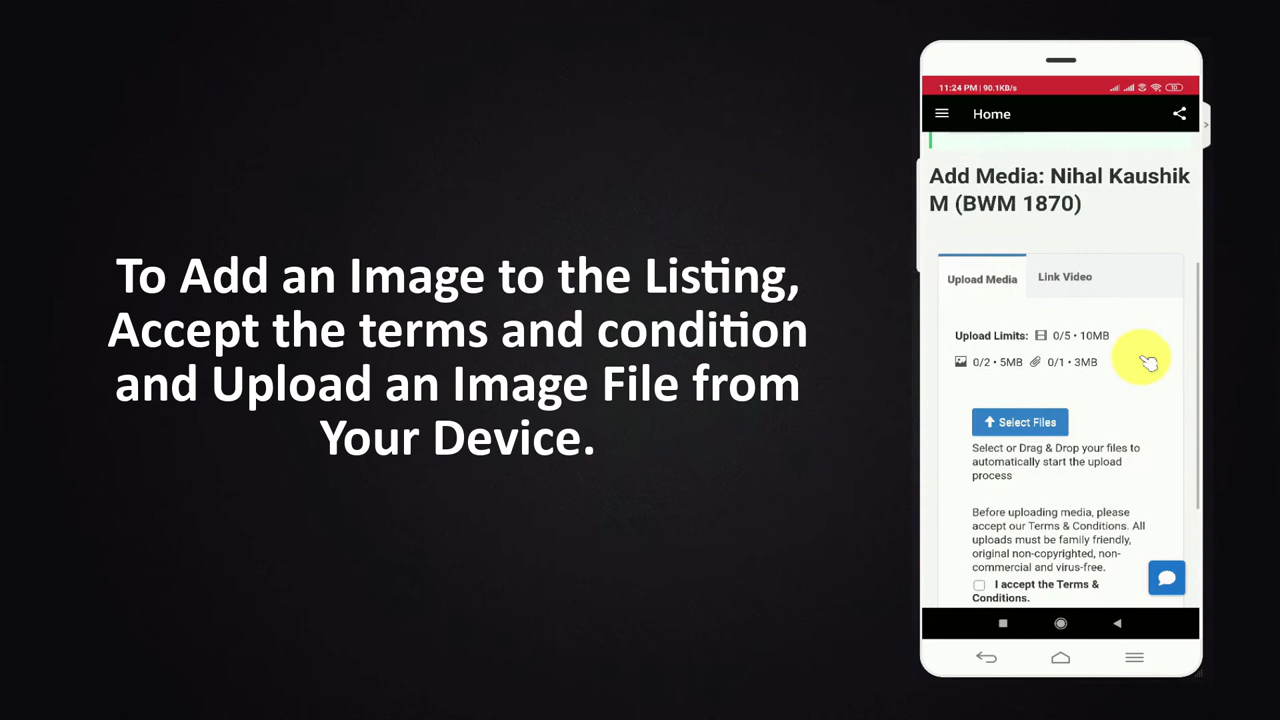 To Add an Image to the Listing,
Accept the terms and condition
and Upload an Image File from
Your Device.
11:24 PM | 90.1KB/s
Home
Add Media: Nihal Kaushik
M (BWM 1870)
Upload Media Link Video
Upload Limits: 0/5 • 10MB
0/2 • 5MB 0/1 • 3MB
Select Files
Select or Drag & Drop your files to
automatically start the upload
process
Before uploading media, please
accept our Terms & Conditions. All
uploads must be family friendly,
original non-copyrighted, non-
commercial and virus-free.
I accept the Terms &
Conditions.